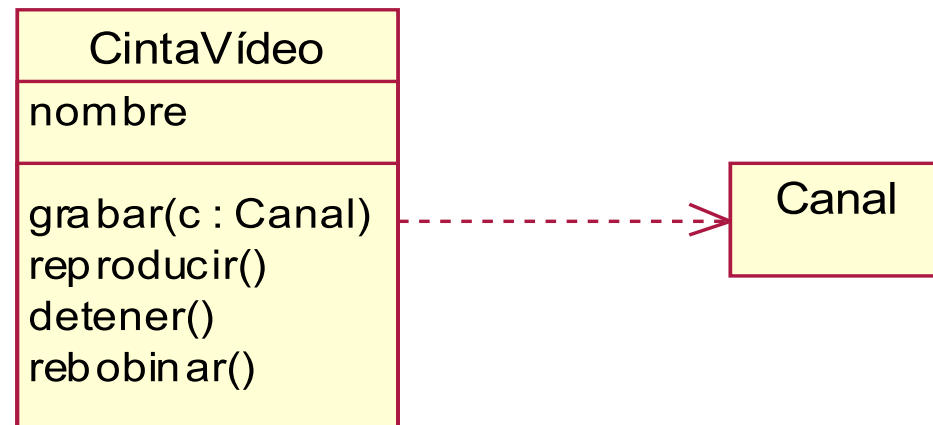 CintaVídeo
nombre
grabar(c : Canal)
reproducir()
detener()
rebobinar()
Canal